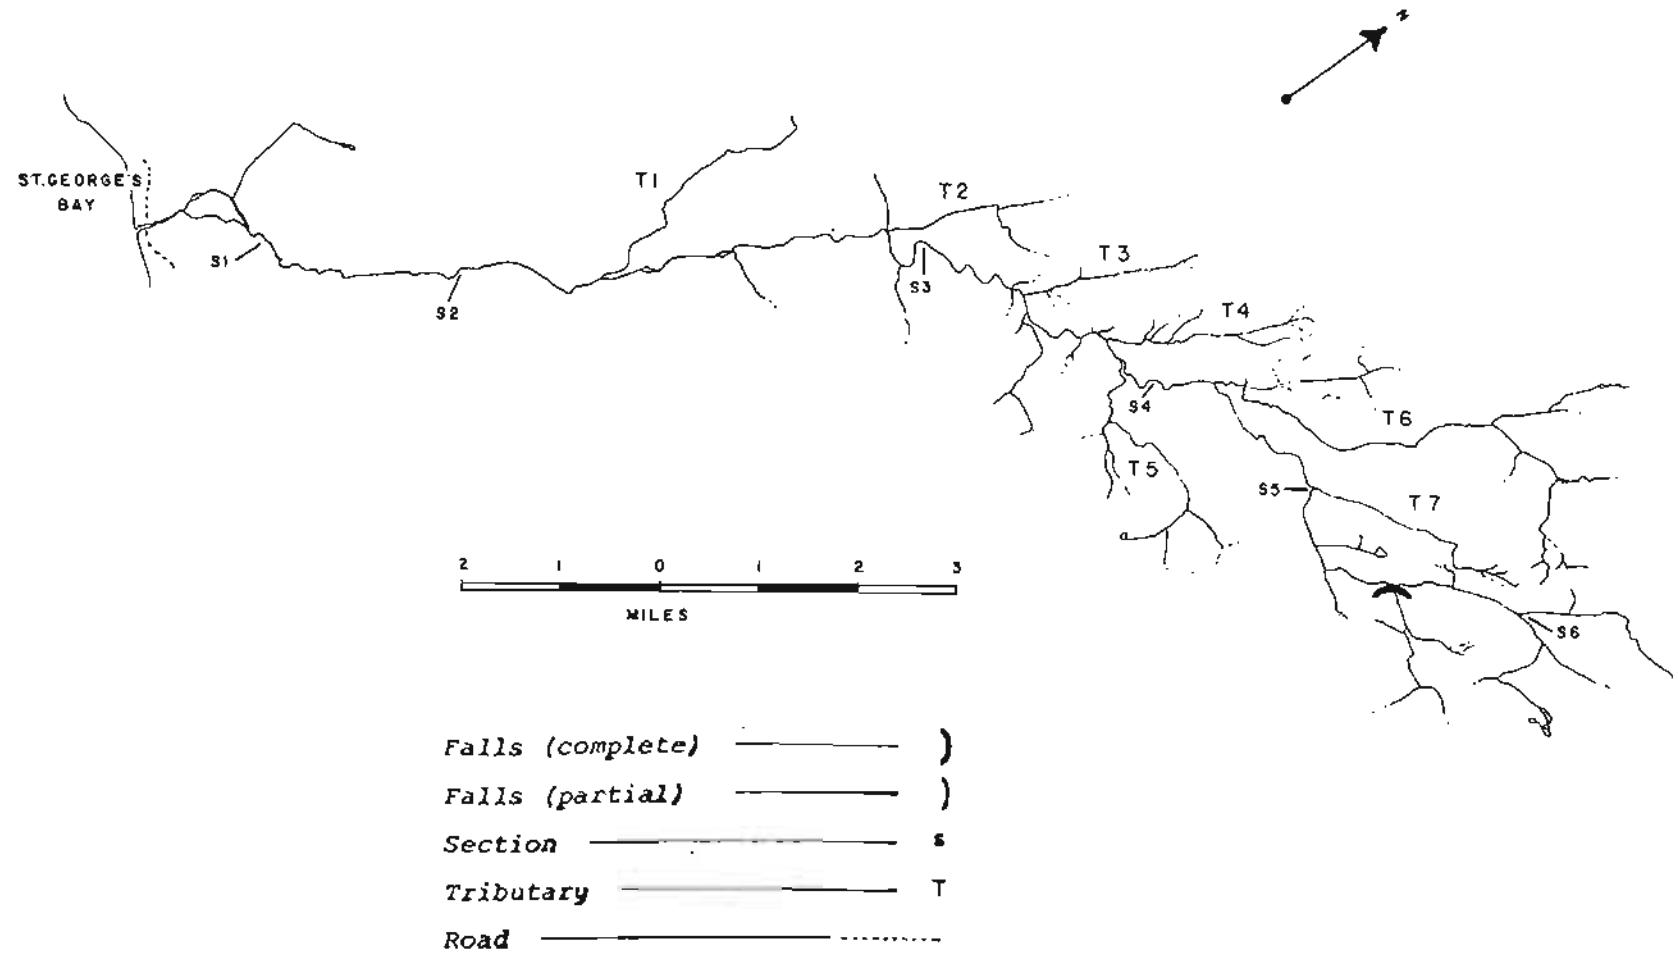 N
ST. GEORGE'S
BAY
T1
T2
T3
T4
T5
T6
T7
S1
S2
S3
S4
S5
S6
2 1 0 1 2 3
MILES
Falls (complete) )
Falls (partial) )
Section s
Tributary T
Road